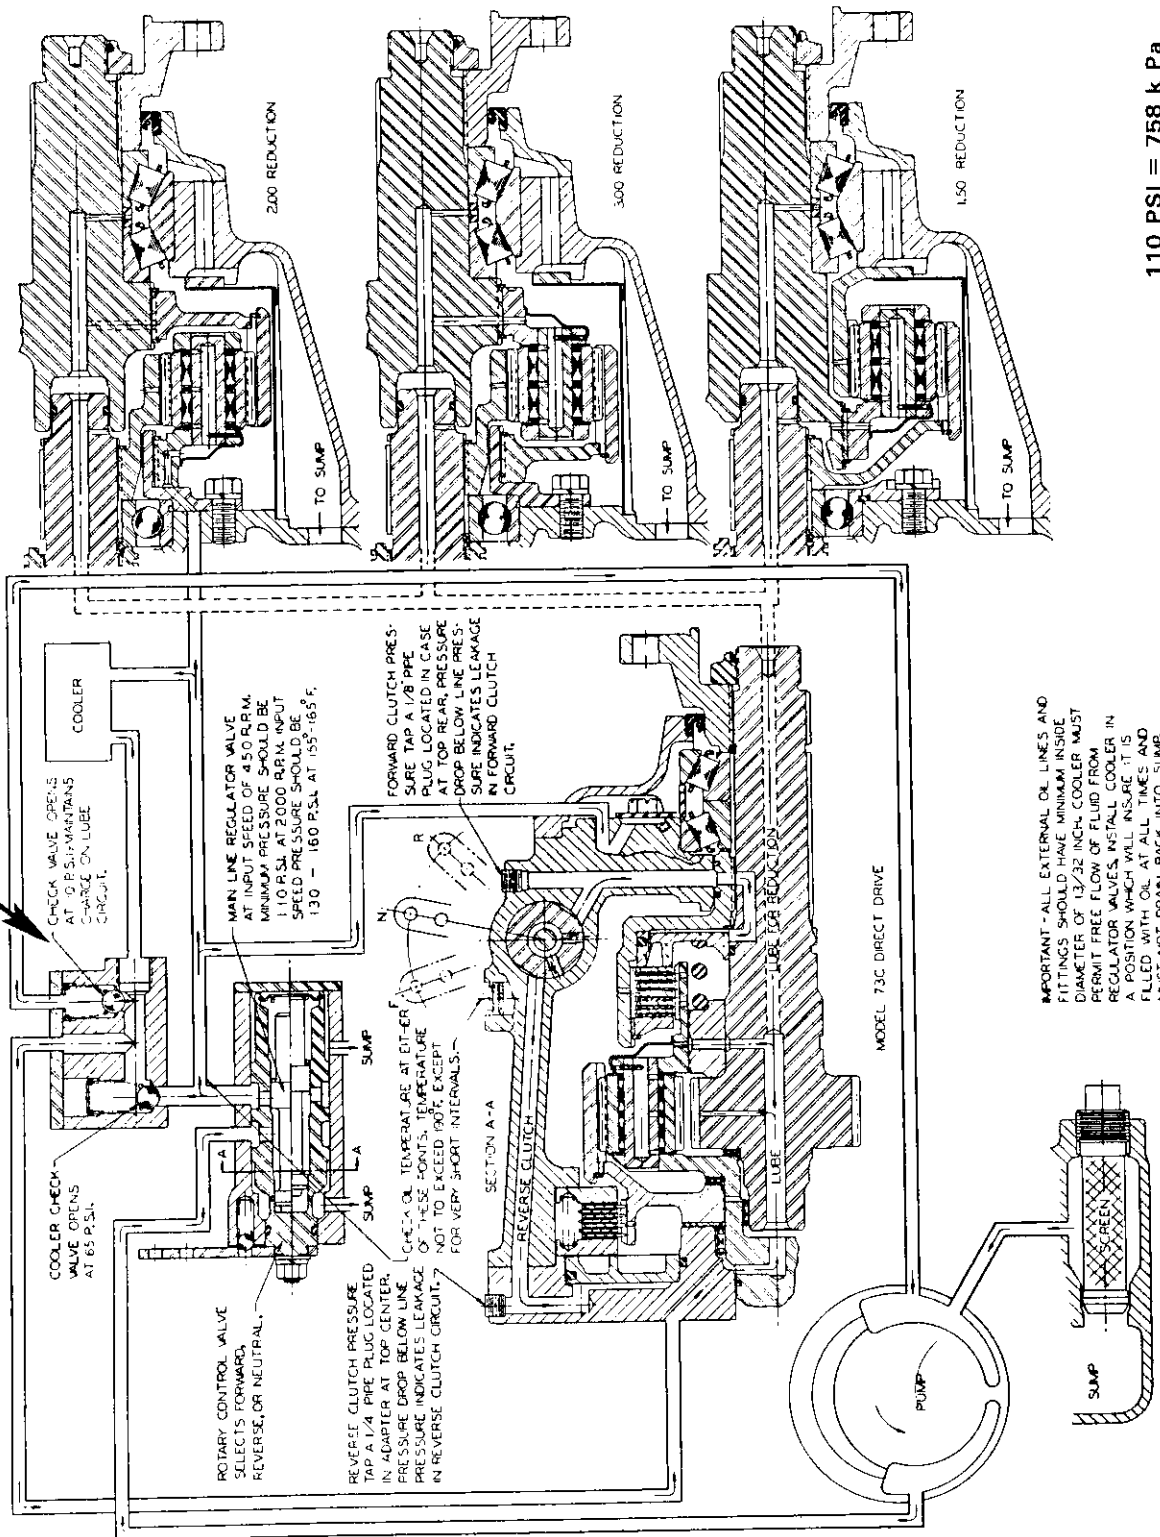 COOLER
CHECK VALVE OPENS
AT 10 P.S.I. MAINTAINS
CHARGE ON LUBE
CIRCUIT.
COOLER CHECK
VALVE OPENS
AT 65 P.S.I.
MAIN LINE REGULATOR VALVE
AT INPUT SPEED OF 450 R.P.M.
MINIMUM PRESSURE SHOULD BE
110 P.S.I. AT 2000 R.P.M. INPUT
SPEED PRESSURE SHOULD BE
130 - 160 P.S.I. AT 155°-165° F.
ROTARY CONTROL VALVE
SELECTS FORWARD,
REVERSE, OR NEUTRAL.
A
A
SUMP
SUMP
FORWARD CLUTCH PRES-
SURE TAP A 1/8 PIPE
PLUG LOCATED IN CASE
AT TOP REAR. PRESSURE
DROP BELOW LINE PRES-
SURE INDICATES LEAKAGE
IN FORWARD CLUTCH
CIRCUIT.
R
N
F
CHECK OIL TEMPERATURE AT EITHER
OF THESE POINTS. TEMPERATURE
NOT TO EXCEED 190° F. EXCEPT
FOR VERY SHORT INTERVALS.
REVERSE CLUTCH PRESSURE
TAP A 1/4 PIPE PLUG LOCATED
IN ADAPTER AT TOP CENTER.
PRESSURE DROP BELOW LINE
PRESSURE INDICATES LEAKAGE
IN REVERSE CLUTCH CIRCUIT.
SECTION A-A
REVERSE CLUTCH
LUBE
LUBE FOR REDUCTION
MODEL 73C DIRECT DRIVE
2.00 REDUCTION
TO SUMP
3.00 REDUCTION
TO SUMP
1.50 REDUCTION
TO SUMP
PUMP
SCREEN
SUMP
IMPORTANT - ALL EXTERNAL OIL LINES AND
FITTINGS SHOULD HAVE MINIMUM INSIDE
DIAMETER OF 13/32 INCH. COOLER MUST
PERMIT FREE FLOW OF FLUID FROM
REGULATOR VALVES. INSTALL COOLER IN
A POSITION WHICH WILL INSURE IT IS
FILLED WITH OIL AT ALL TIMES AND
110 PSI = 758 k Pa